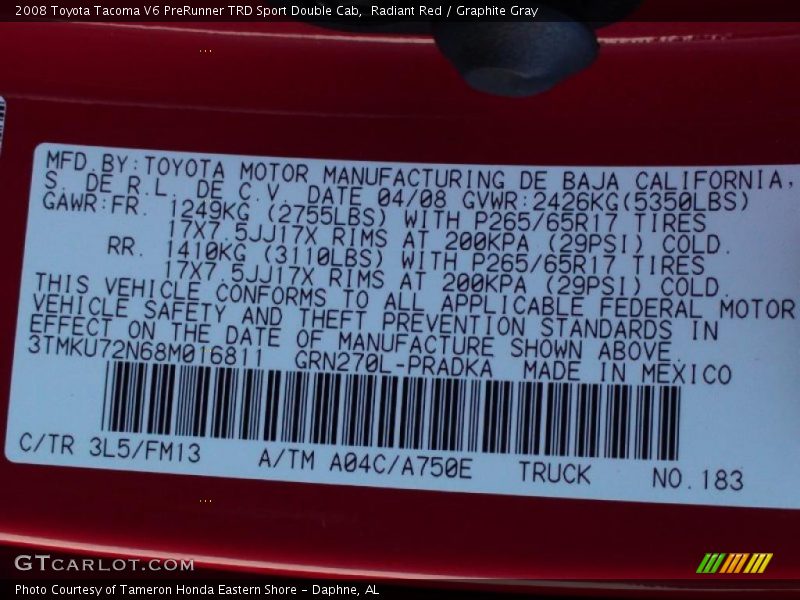 2008 Toyota Tacoma V6 PreRunner TRD Sport Double Cab,  Radiant Red / Graphite Gray
MFD.BY:TOYOTA MOTOR MANUFACTURING DE BAJA CALIFORNIA,
S. DE R.L. DE C.V. DATE 04/08 GVWR:2426KG(5350LBS)
GAWR:FR. 1249KG (2755LBS) WITH P265/65R17 TIRES
17X7.5JJ17X RIMS AT 200KPA (29PSI) COLD.
RR. 1410KG (3110LBS) WITH P265/65R17 TIRES
17X7.5JJ17X RIMS AT 200KPA (29PSI) COLD.
THIS VEHICLE CONFORMS TO ALL APPLICABLE FEDERAL MOTOR
VEHICLE SAFETY AND THEFT PREVENTION STANDARDS IN
EFFECT ON THE DATE OF MANUFACTURE SHOWN ABOVE.
3TMKU72N68M016811 GRN270L-PRADKA MADE IN MEXICO
C/TR 3L5/FM13 A/TM A04C/A750E TRUCK NO.183
GTCARLOT.COM
Photo Courtesy of Tameron Honda Eastern Shore – Daphne, AL